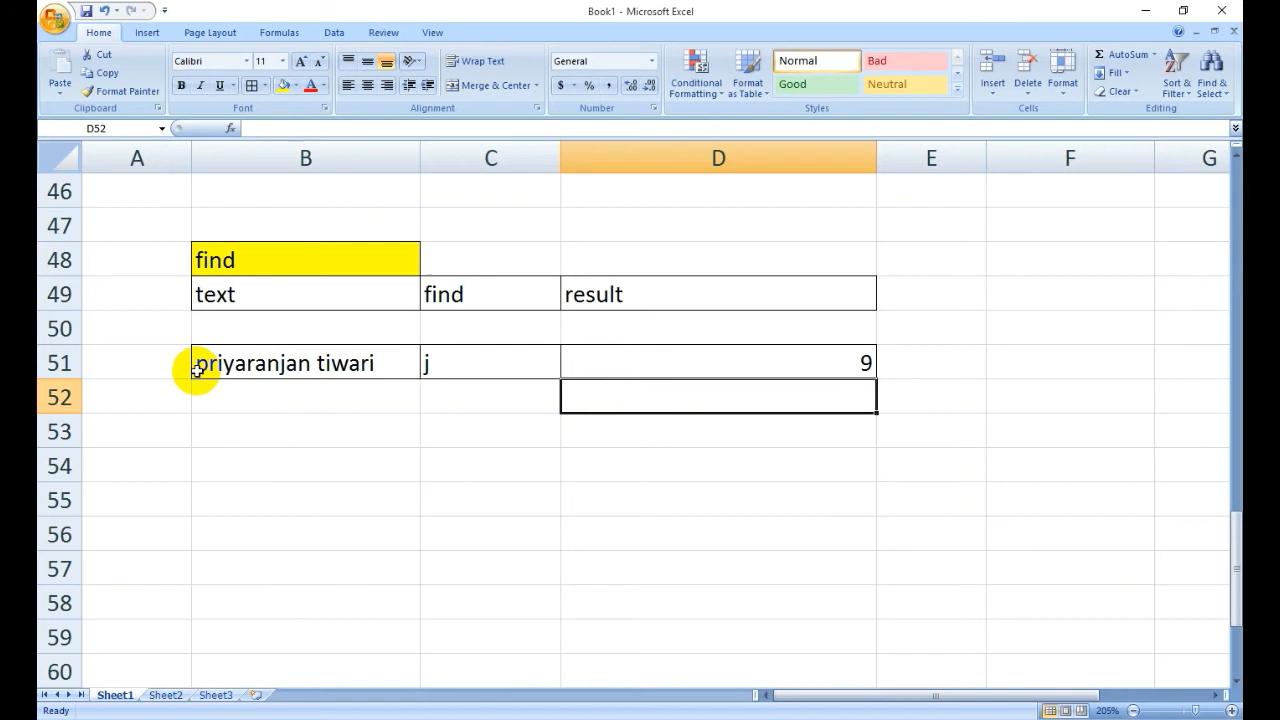 Book1 - Microsoft Excel
Home Insert Page Layout Formulas Data Review View
Cut
Copy
Format Painter
Paste
Clipboard
Calibri 11
B I U
Font
Wrap Text
Merge & Center
Alignment
General
$ % ,
Number
Conditional Formatting
Format as Table
Normal Bad
Good Neutral
Styles
Insert Delete Format
Cells
AutoSum
Fill
Clear
Sort & Filter
Find & Select
Editing
D52 fx
A B C D E F G
46
47
48 find
49 text find result
50
51 priyaranjan tiwari j 9
52
53
54
55
56
57
58
59
60
Sheet1 Sheet2 Sheet3
Ready 205%